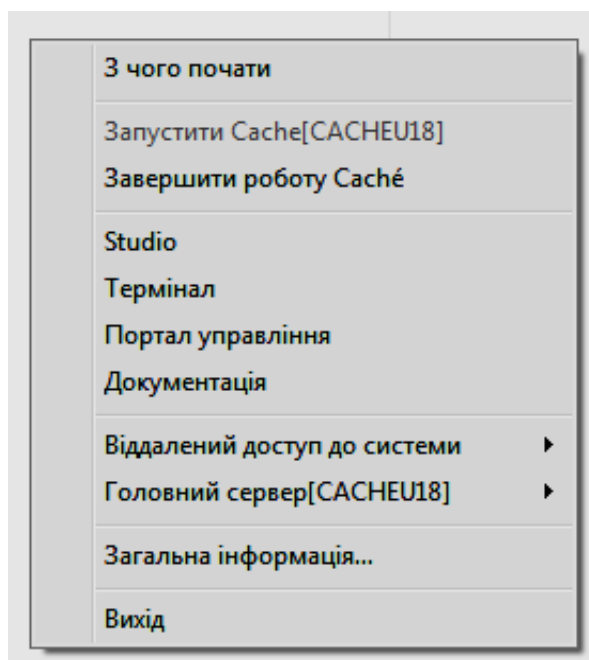 З чого почати
Запустити Cache[CACHEU18]
Завершити роботу Caché
Studio
Термінал
Портал управління
Документація
Віддалений доступ до системи
Головний сервер[CACHEU18]
Загальна інформація...
Вихід